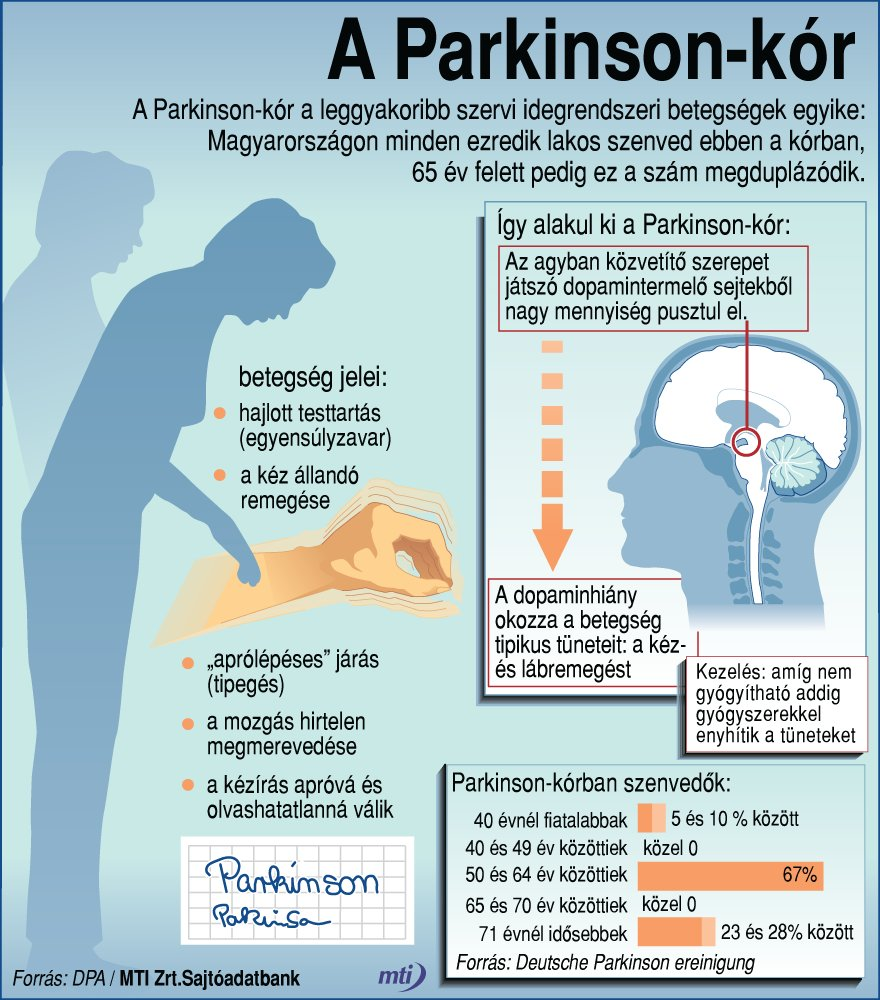 A Parkinson-kór
A Parkinson-kór a leggyakoribb szervi idegrendszeri betegségek egyike:
Magyarországon minden ezredik lakos szenved ebben a kórban,
65 év felett pedig ez a szám megduplázódik.
Így alakul ki a Parkinson-kór:
Az agyban közvetítő szerepet
játszó dopamintermelő sejtekből
nagy mennyiség pusztul el.
betegség jelei:
hajlott testtartás
(egyensúlyzavar)
a kéz állandó
remegése
A dopaminhiány
okozza a betegség
tipikus tüneteit: a kéz-
és lábremegést
„aprólépéses” járás
(tipegés)
a mozgás hirtelen
megmerevedése
a kézírás apróvá és
olvashatatlanná válik
Kezelés: amíg nem
gyógyítható addig
gyógyszerekkel
enyhítik a tüneteket
Parkinson-kórban szenvedők:
40 évnél fiatalabbak 5 és 10 % között
40 és 49 év közöttiek közel 0
50 és 64 év közöttiek 67%
65 és 70 év közöttiek közel 0
71 évnél idősebbek 23 és 28% között
Forrás: Deutsche Parkinson ereinigung
Parkinson
Pakinsa
Forrás: DPA / MTI Zrt.Sajtóadatbank
mti